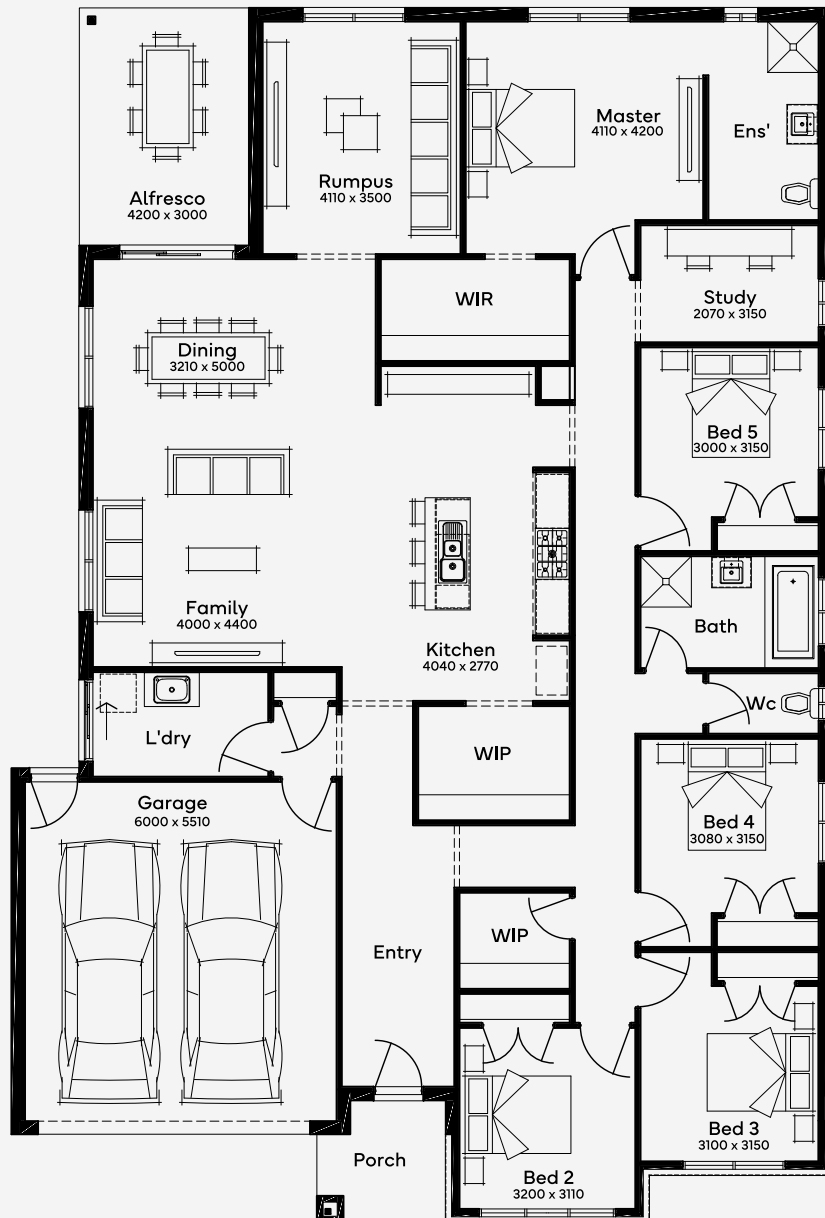 Master
4110 x 4200
Ens'
Rumpus
4110 x 3500
Alfresco
4200 x 3000
WIR
Study
2070 x 3150
Dining
3210 x 5000
Bed 5
3000 x 3150
Family
4000 x 4400
Bath
Kitchen
4040 x 2770
Wc
L'dry
WIP
Garage
6000 x 5510
Bed 4
3080 x 3150
WIP
Entry
Bed 3
3100 x 3150
Porch
Bed 2
3200 x 3110